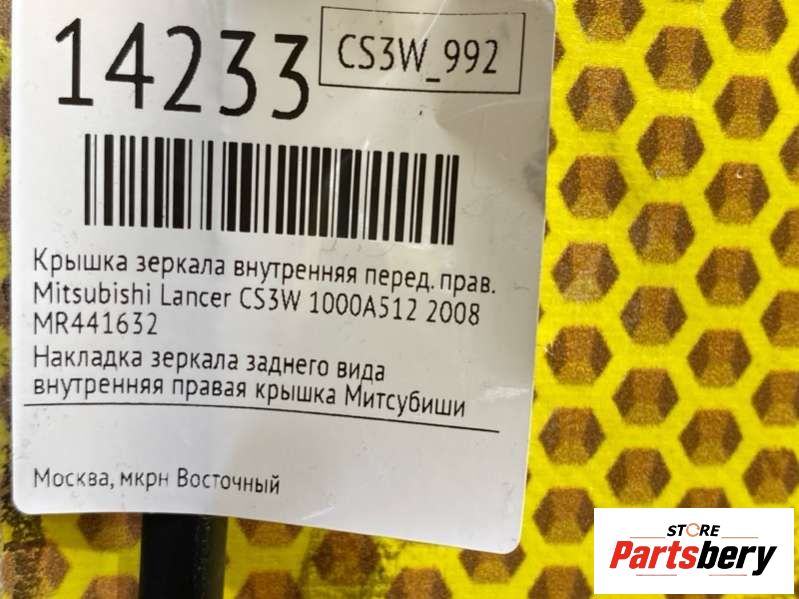 14233
CS3W_992
Крышка зеркала внутренняя перед. прав.
Mitsubishi Lancer CS3W 1000A512 2008
MR441632
Накладка зеркала заднего вида
внутренняя правая крышка Митсубиши
Москва, мкрн Восточный
STORE
Partsbery